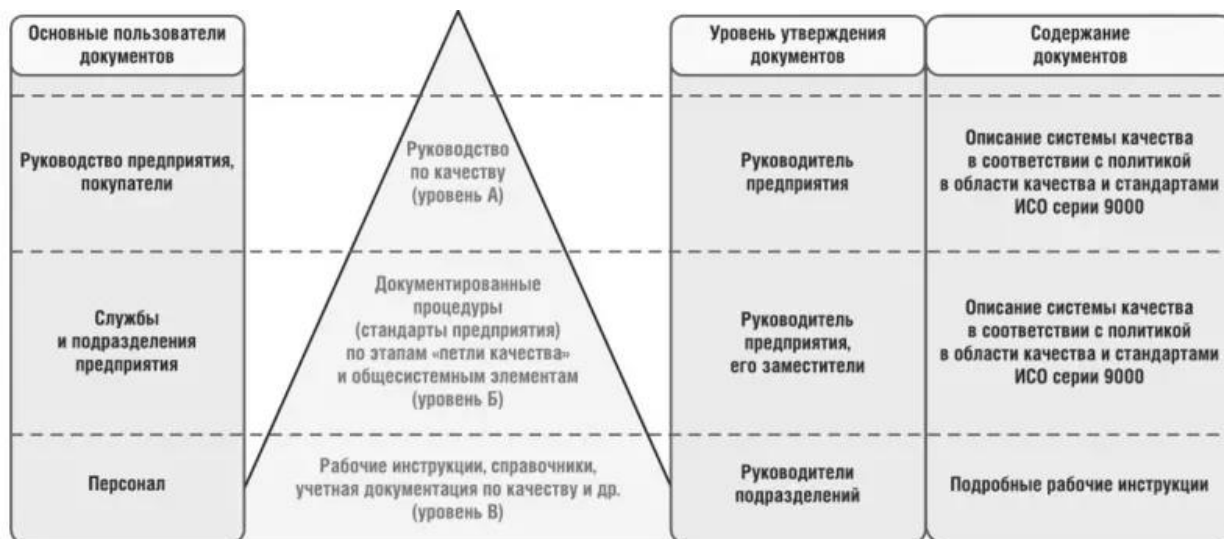 Основные пользователи
документов
Уровень утверждения
документов
Содержание
документов
Руководство предприятия,
покупатели
Руководство
по качеству
(уровень А)
Руководитель
предприятия
Описание системы качества
в соответствии с политикой
в области качества и стандартами
ИСО серии 9000
Службы
и подразделения
предприятия
Документированные
процедуры
(стандарты предприятия)
по этапам «петли качества»
и общесистемным элементам
(уровень Б)
Руководитель
предприятия,
его заместители
Описание системы качества
в соответствии с политикой
в области качества и стандартами
ИСО серии 9000
Персонал
Рабочие инструкции, справочники,
учетная документация по качеству и др.
(уровень В)
Руководители
подразделений
Подробные рабочие инструкции